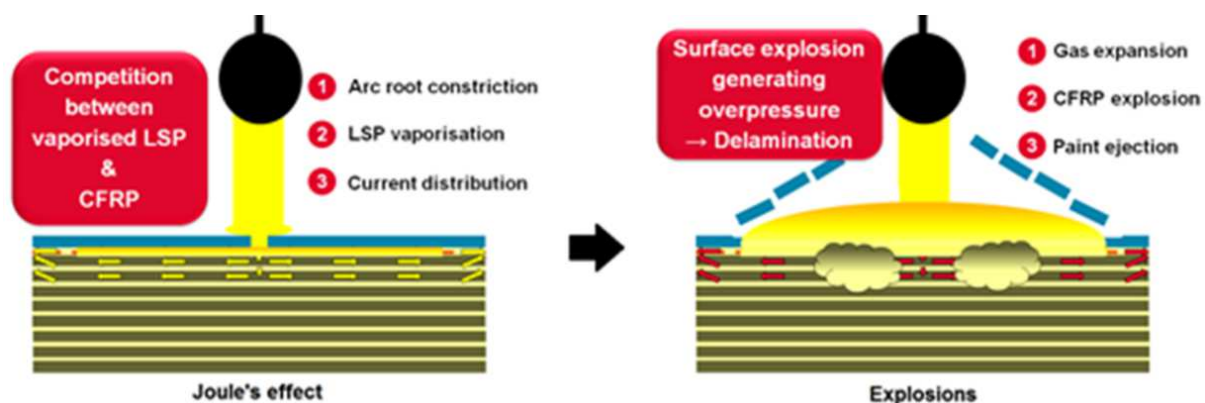 Competition
between
vaporised LSP
&
CFRP
1 Arc root constriction
2 LSP vaporisation
3 Current distribution
Joule's effect
Surface explosion
generating
overpressure
→ Delamination
1 Gas expansion
2 CFRP explosion
3 Paint ejection
Explosions